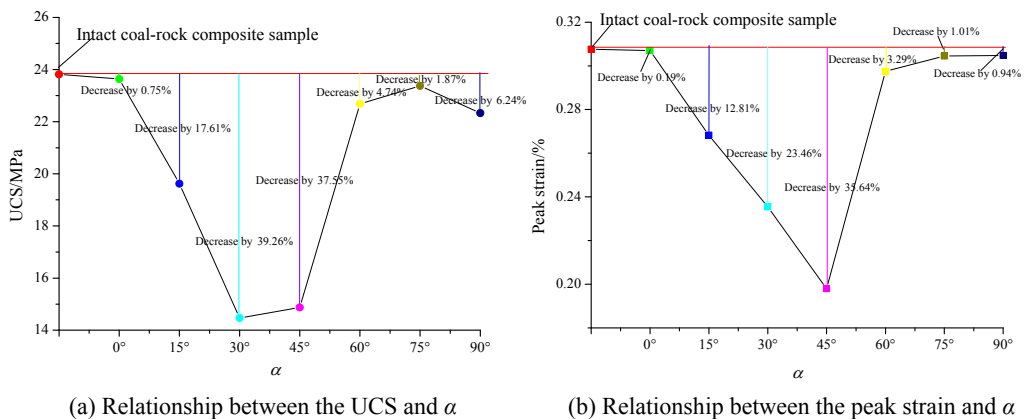 26
24
22
20
18
16
14
UCS/MPa
Intact coal-rock composite sample
Decrease by 0.75%
Decrease by 17.61%
Decrease by 39.26%
Decrease by 37.55%
Decrease by 4.74%
Decrease by 1.87%
Decrease by 6.24%
0° 15° 30° 45° 60° 75° 90°
α
(a) Relationship between the UCS and α
0.32
0.28
0.24
0.20
Peak strain/%
Intact coal-rock composite sample
Decrease by 0.19%
Decrease by 12.81%
Decrease by 23.46%
Decrease by 35.64%
Decrease by 3.29%
Decrease by 1.01%
Decrease by 0.94%
0° 15° 30° 45° 60° 75° 90°
α
(b) Relationship between the peak strain and α